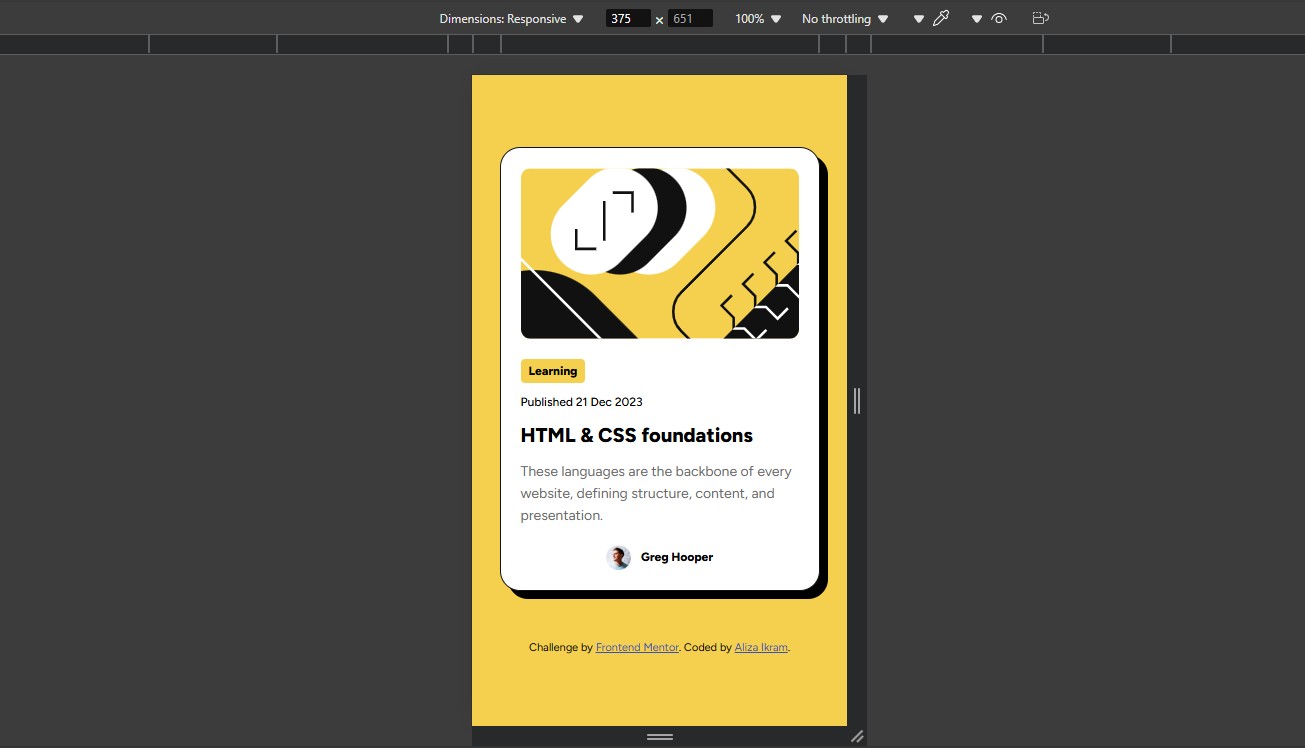 Dimensions: Responsive 375 × 651 100% No throttling
Learning
Published 21 Dec 2023
HTML & CSS foundations
These languages are the backbone of every
website, defining structure, content, and
presentation.
Greg Hooper
Challenge by Frontend Mentor. Coded by Aliza Ikram.